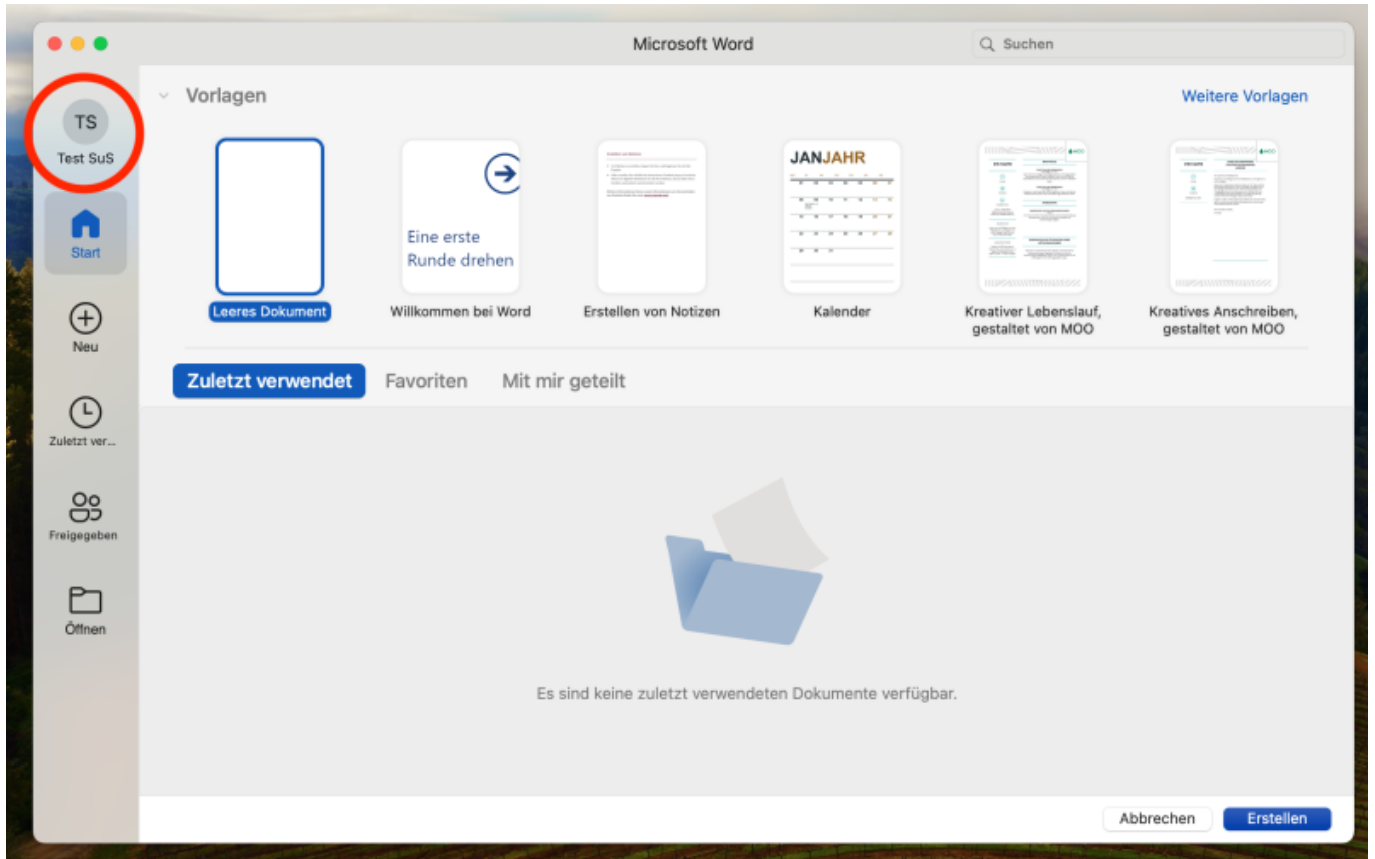 Microsoft Word
Suchen
TS
Test SuS
Start
Neu
Zuletzt ver...
Freigegeben
Öffnen
Vorlagen
Weitere Vorlagen
Eine erste
Runde drehen
JANJAHR
MOO
MOO
Leeres Dokument
Willkommen bei Word
Erstellen von Notizen
Kalender
Kreativer Lebenslauf,
gestaltet von MOO
Kreatives Anschreiben,
gestaltet von MOO
Zuletzt verwendet
Favoriten
Mit mir geteilt
Es sind keine zuletzt verwendeten Dokumente verfügbar.
Abbrechen
Erstellen